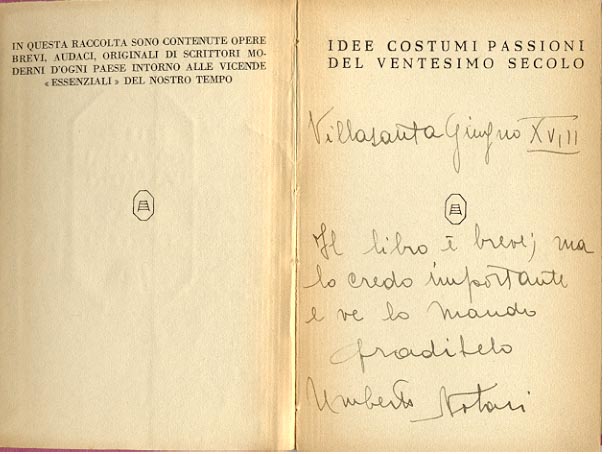 IN QUESTA RACCOLTA SONO CONTENUTE OPERE
BREVI, AUDACI, ORIGINALI DI SCRITTORI MO-
DERNI D'OGNI PAESE INTORNO ALLE VICENDE
«ESSENZIALI» DEL NOSTRO TEMPO
IDEE COSTUMI PASSIONI
DEL VENTESIMO SECOLO
Villasanta Giugno XVIII
Il libro è breve; ma
lo credo importante
e ve lo mando
graditelo
Umberto Notari